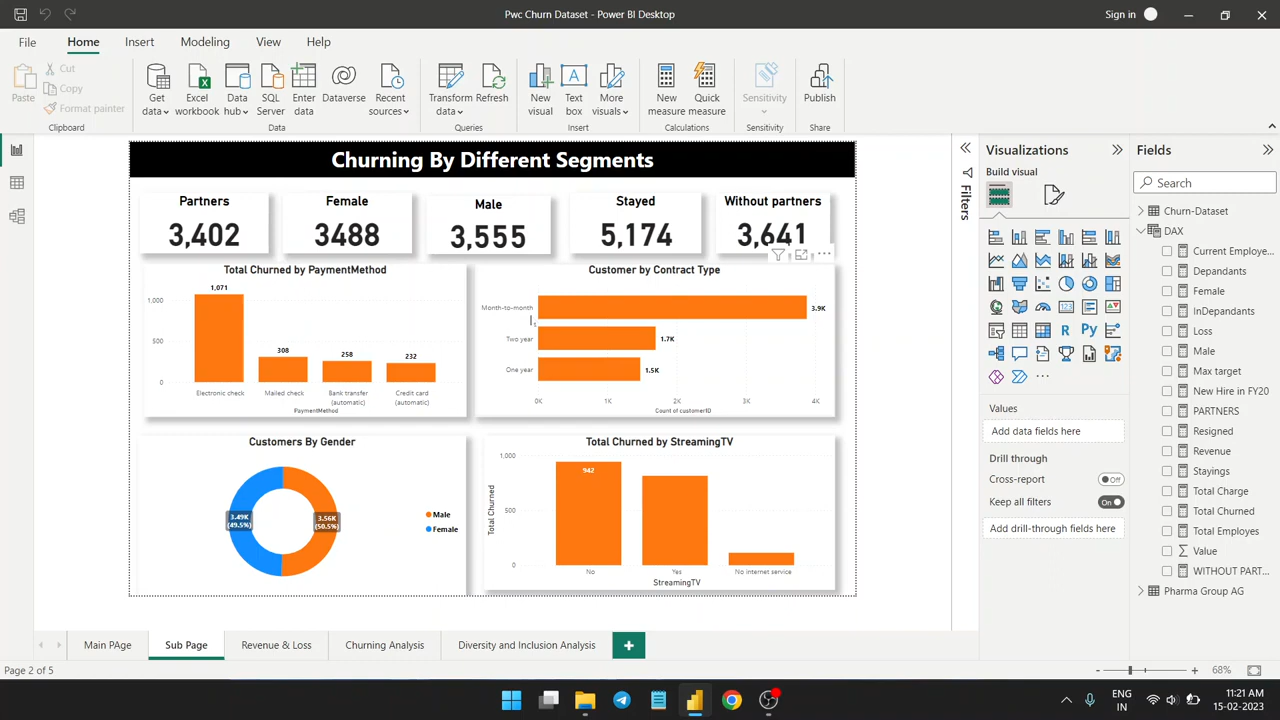 Pwc Churn Dataset - Power BI Desktop
Sign in
File
Home
Insert
Modeling
View
Help
Paste
Cut
Copy
Format painter
Clipboard
Get data
Excel workbook
Data hub
SQL Server
Enter data
Dataverse
Recent sources
Data
Transform data
Refresh
Queries
New visual
Text box
More visuals
Insert
New measure
Quick measure
Calculations
Sensitivity
Sensitivity
Publish
Share
Churning By Different Segments
Partners
3,402
Female
3488
Male
3,555
Stayed
5,174
Without partners
3,641
Total Churned by PaymentMethod
1,000
500
0
1,071
308
258
232
Electronic check
Mailed check
Bank transfer
(automatic)
Credit card
(automatic)
PaymentMethod
Customer by Contract Type
Month-to-month
3.9K
Two year
1.7K
One year
1.5K
0K
1K
2K
3K
4K
Count of customerID
Customers By Gender
3.49K
(49.5%)
3.56K
(50.5%)
Male
Female
Total Churned by StreamingTV
Total Churned
1,000
500
0
942
No
Yes
No internet service
StreamingTV
Filters
Visualizations
Build visual
R
Py
Values
Add data fields here
Drill through
Cross-report
Off
Keep all filters
On
Add drill-through fields here
Fields
Search
Churn-Dataset
DAX
Current Employe...
Depandants
Female
InDependants
Loss
Male
Max target
New Hire in FY20
PARTNERS
Resigned
Revenue
Stayings
Total Charge
Total Churned
Total Employes
Value
WITHOUT PART...
Pharma Group AG
Main PAge
Sub Page
Revenue & Loss
Churning Analysis
Diversity and Inclusion Analysis
Page 2 of 5
68%
ENG
IN
11:21 AM
15-02-2023